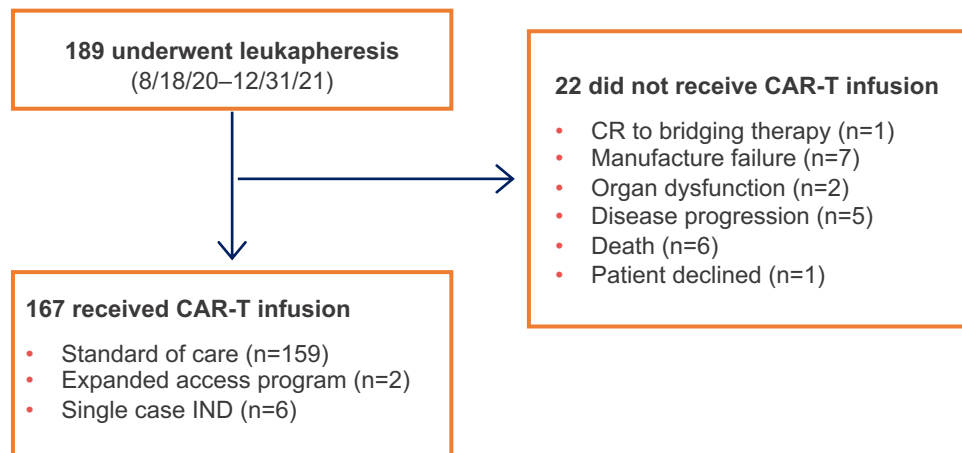 189 underwent leukapheresis
(8/18/20–12/31/21)
22 did not receive CAR-T infusion
• CR to bridging therapy (n=1)
• Manufacture failure (n=7)
• Organ dysfunction (n=2)
• Disease progression (n=5)
• Death (n=6)
• Patient declined (n=1)
167 received CAR-T infusion
• Standard of care (n=159)
• Expanded access program (n=2)
• Single case IND (n=6)